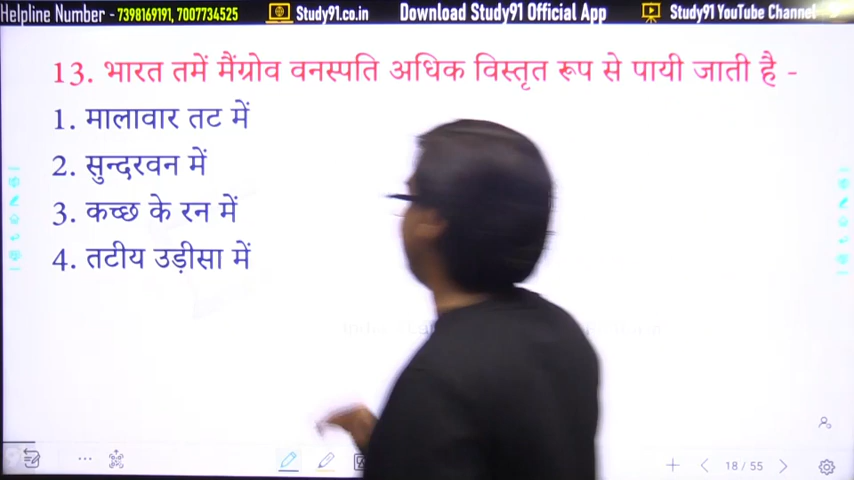 Helpline Number - 7398169191, 7007734525 Study91.co.in Download Study91 Official App Study91 YouTube Channel
13. भारत तमें मैंग्रोव वनस्पति अधिक विस्तृत रूप से पायी जाती है -
1. मालावार तट में
2. सुन्दरवन में
3. कच्छ के रन में
4. तटीय उड़ीसा में
18 / 55